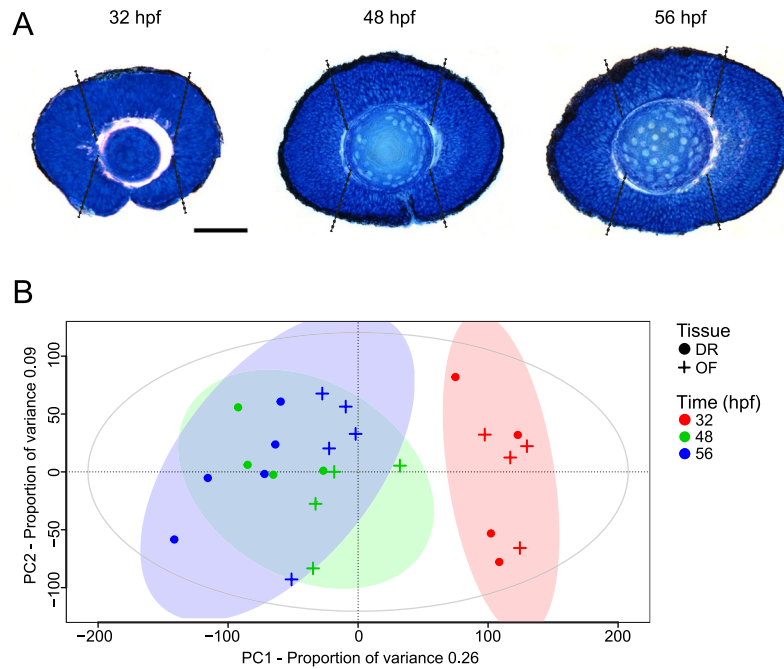 A
32 hpf
48 hpf
56 hpf
B
Tissue
DR
OF
Time (hpf)
32
48
56
PC2 - Proportion of variance 0.09
100
50
0
−50
−100
−200
−100
0
100
200
PC1 - Proportion of variance 0.26